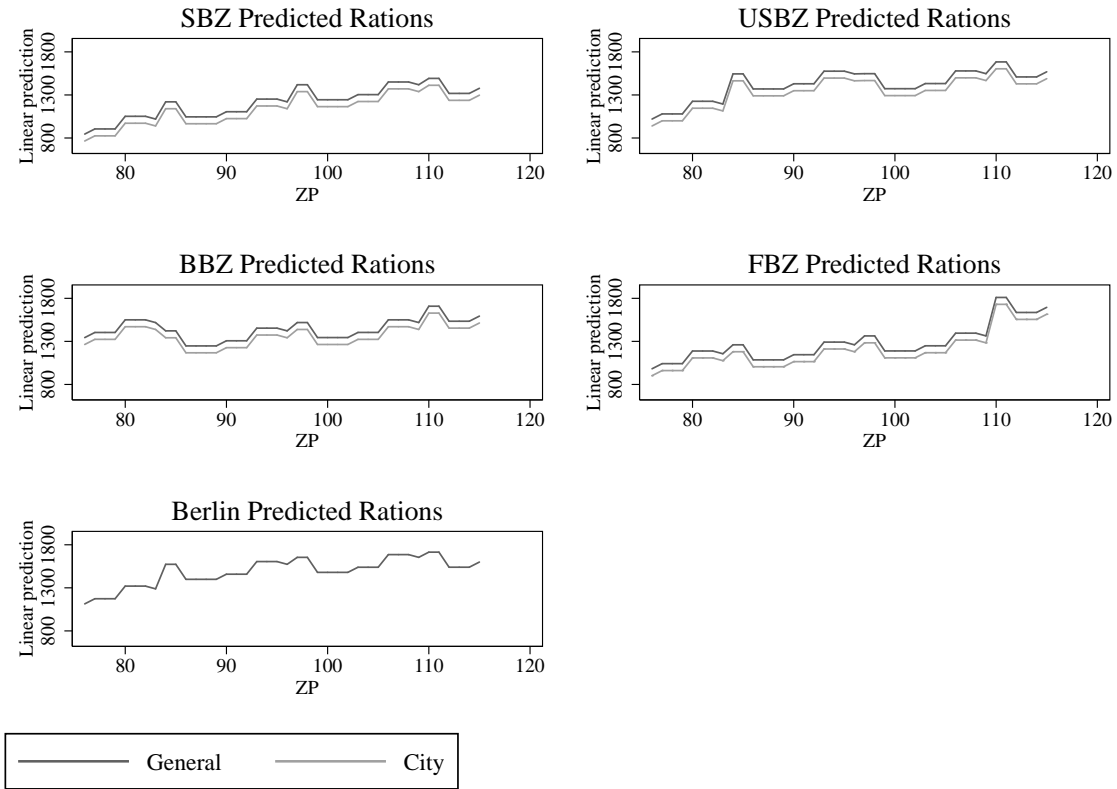 SBZ Predicted Rations
Linear prediction
800 1300 1800
80 90 100 110 120
ZP
USBZ Predicted Rations
Linear prediction
800 1300 1800
80 90 100 110 120
ZP
BBZ Predicted Rations
Linear prediction
800 1300 1800
80 90 100 110 120
ZP
FBZ Predicted Rations
Linear prediction
800 1300 1800
80 90 100 110 120
ZP
Berlin Predicted Rations
Linear prediction
800 1300 1800
80 90 100 110 120
ZP
General City